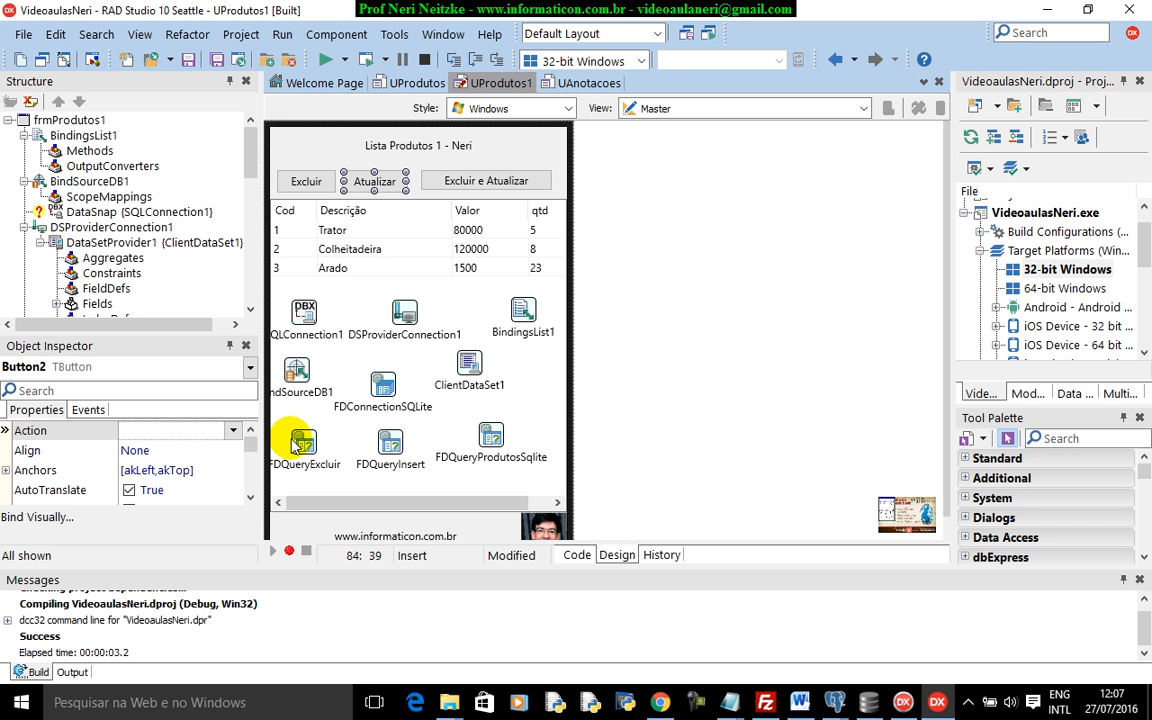 VideoaulasNeri - RAD Studio 10 Seattle - UProdutos1 [Built]
Prof Neri Neitzke - www.informaticon.com.br - videoaulaneri@gmail.com
File Edit Search View Refactor Project Run Component Tools Window Help
Default Layout
Search
32-bit Windows
Structure
Welcome Page UProdutos UProdutos1 UAnotacoes
VideoaulasNeri.dproj - Proj...
Style: Windows View: Master
frmProdutos1
BindingsList1
Methods
OutputConverters
BindSourceDB1
ScopeMappings
DataSnap {SQLConnection1}
DSProviderConnection1
DataSetProvider1 {ClientDataSet1}
Aggregates
Constraints
FieldDefs
Fields
Lista Produtos 1 - Neri
Excluir Atualizar Excluir e Atualizar
Cod Descrição Valor qtd
1 Trator 80000 5
2 Colheitadeira 120000 8
3 Arado 1500 23
DBX
QLConnection1 DSProviderConnection1 BindingsList1
ndSourceDB1 FDConnectionSQLite ClientDataSet1
FDQueryExcluir FDQueryInsert FDQueryProdutosSqlite
www.informaticon.com.br
File
VideoaulasNeri.exe
Build Configurations (...
Target Platforms (Win...
32-bit Windows
64-bit Windows
Android - Android ...
iOS Device - 32 bit ...
iOS Device - 64 bit ...
Vide... Mod... Data ... Multi...
Object Inspector
Button2 TButton
Search
Properties Events
Action
Align None
Anchors [akLeft,akTop]
AutoTranslate True
Bind Visually...
All shown
84: 39 Insert Modified Code Design History
Tool Palette
Search
Standard
Additional
System
Dialogs
Data Access
dbExpress
Messages
Compiling VideoaulasNeri.dproj (Debug, Win32)
dcc32 command line for "VideoaulasNeri.dpr"
Success
Elapsed time: 00:00:03.2
Build Output
Pesquisar na Web e no Windows
ENG
INTL
12:07
27/07/2016